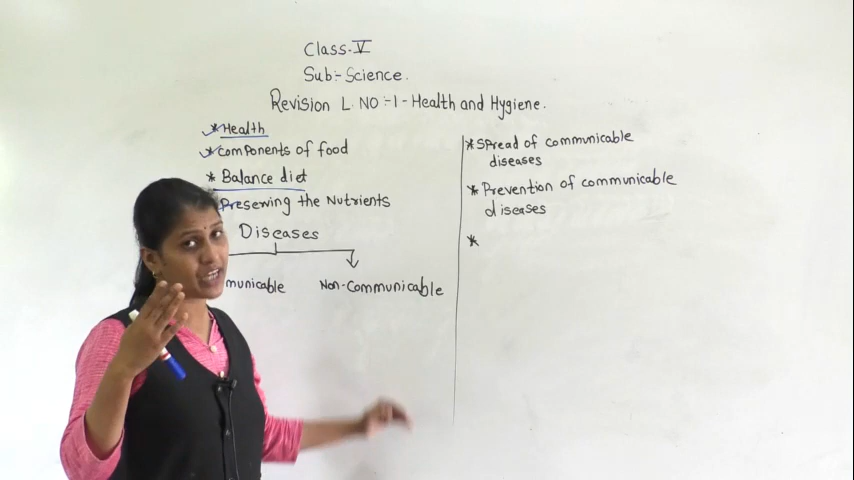 Class-V
Sub:-Science.
Revision L. NO:-1-Health and Hygiene.
* Health
* components of food
* Balance diet
Preserving the Nutrients
Diseases
municable Non-Communicable
* Spread of communicable
diseases
* Prevention of communicable
diseases
*